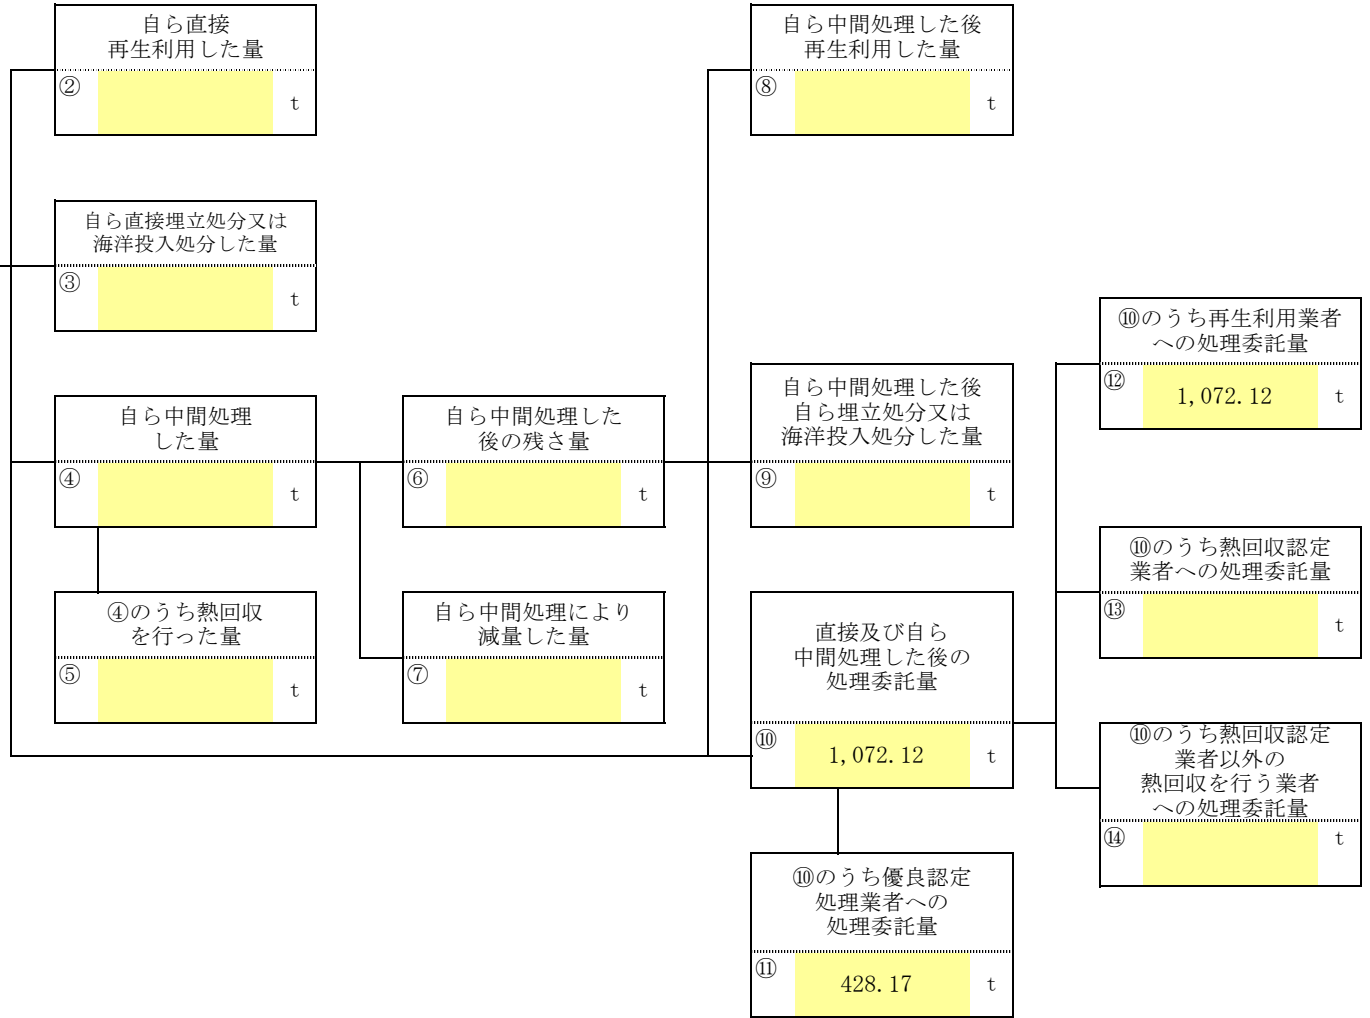 自ら直接
再生利用した量
②
t
自ら中間処理した後
再生利用した量
⑧
t
自ら直接埋立処分又は
海洋投入処分した量
③
t
⑩のうち再生利用業者
への処理委託量
⑫
1,072.12 t
自ら中間処理
した量
④
t
自ら中間処理した
後の残さ量
⑥
t
自ら中間処理した後
自ら埋立処分又は
海洋投入処分した量
⑨
t
⑩のうち熱回収認定
業者への処理委託量
⑬
t
④のうち熱回収
を行った量
⑤
t
自ら中間処理により
減量した量
⑦
t
直接及び自ら
中間処理した後の
処理委託量
⑩
1,072.12 t
⑩のうち熱回収認定
業者以外の
熱回収を行う業者
への処理委託量
⑭
t
⑩のうち優良認定
処理業者への
処理委託量
⑪
428.17 t